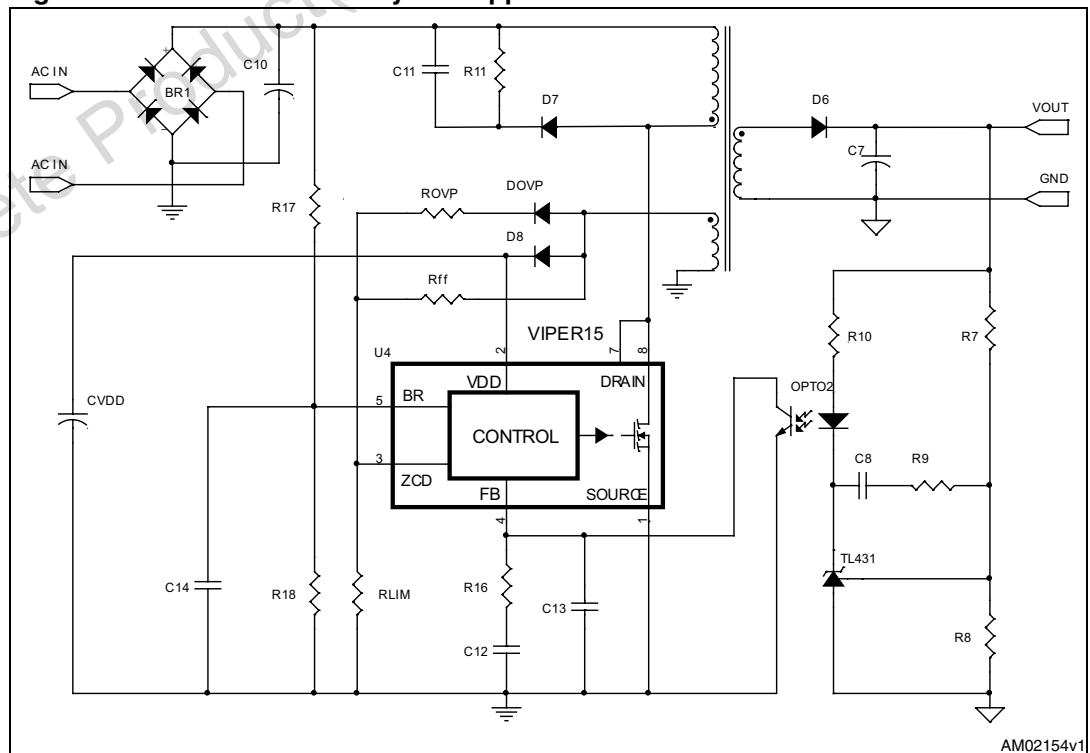 AC IN
BR1
C10
C11
R11
D7
D6
VOUT
C7
AC IN
GND
R17
ROVP
DOVP
D8
Rff
VIPER15
R10
R7
U4
2
7
8
OPTO2
CVDD
5
BR
VDD
DRAIN
CONTROL
C8
R9
3
ZCD
FB
SOURCE
4
1
TL431
C14
R18
RLIM
R16
C13
R8
C12
AM02154v1